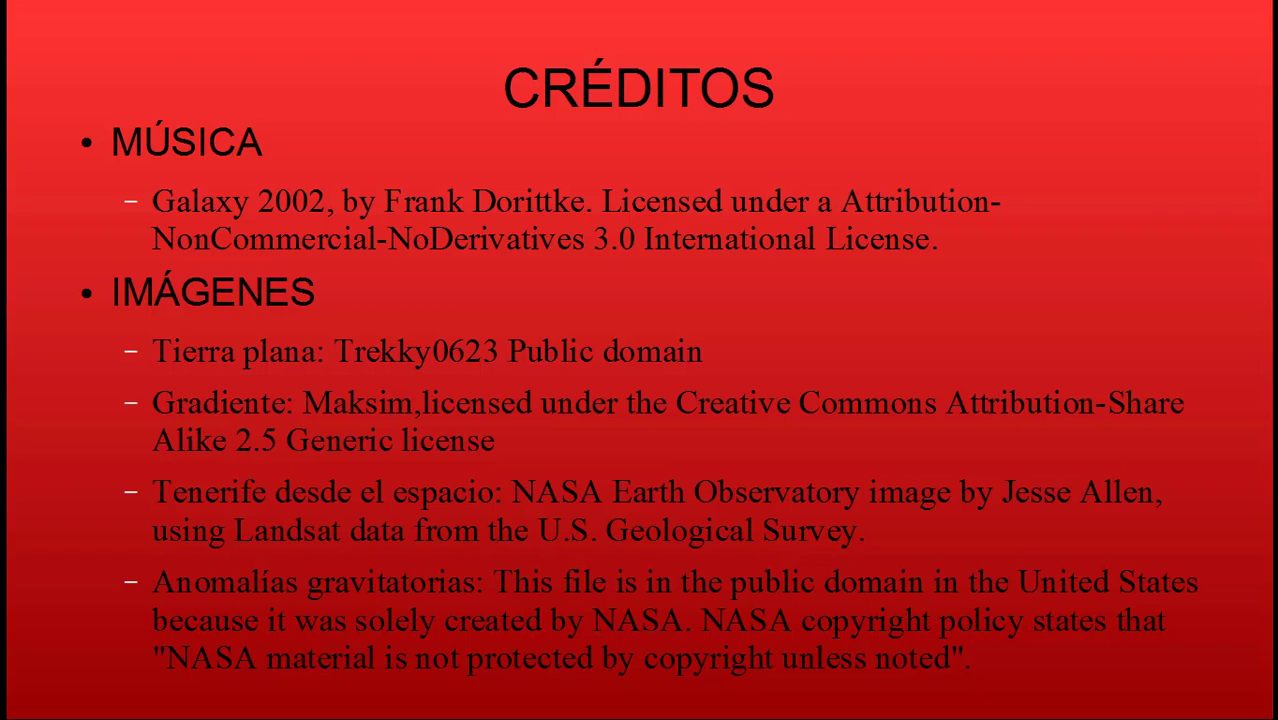 CRÉDITOS
• MÚSICA
– Galaxy 2002, by Frank Dorittke. Licensed under a Attribution-
NonCommercial-NoDerivatives 3.0 International License.
• IMÁGENES
– Tierra plana: Trekky0623 Public domain
– Gradiente: Maksim,licensed under the Creative Commons Attribution-Share
Alike 2.5 Generic license
– Tenerife desde el espacio: NASA Earth Observatory image by Jesse Allen,
using Landsat data from the U.S. Geological Survey.
– Anomalías gravitatorias: This file is in the public domain in the United States
because it was solely created by NASA. NASA copyright policy states that
"NASA material is not protected by copyright unless noted".